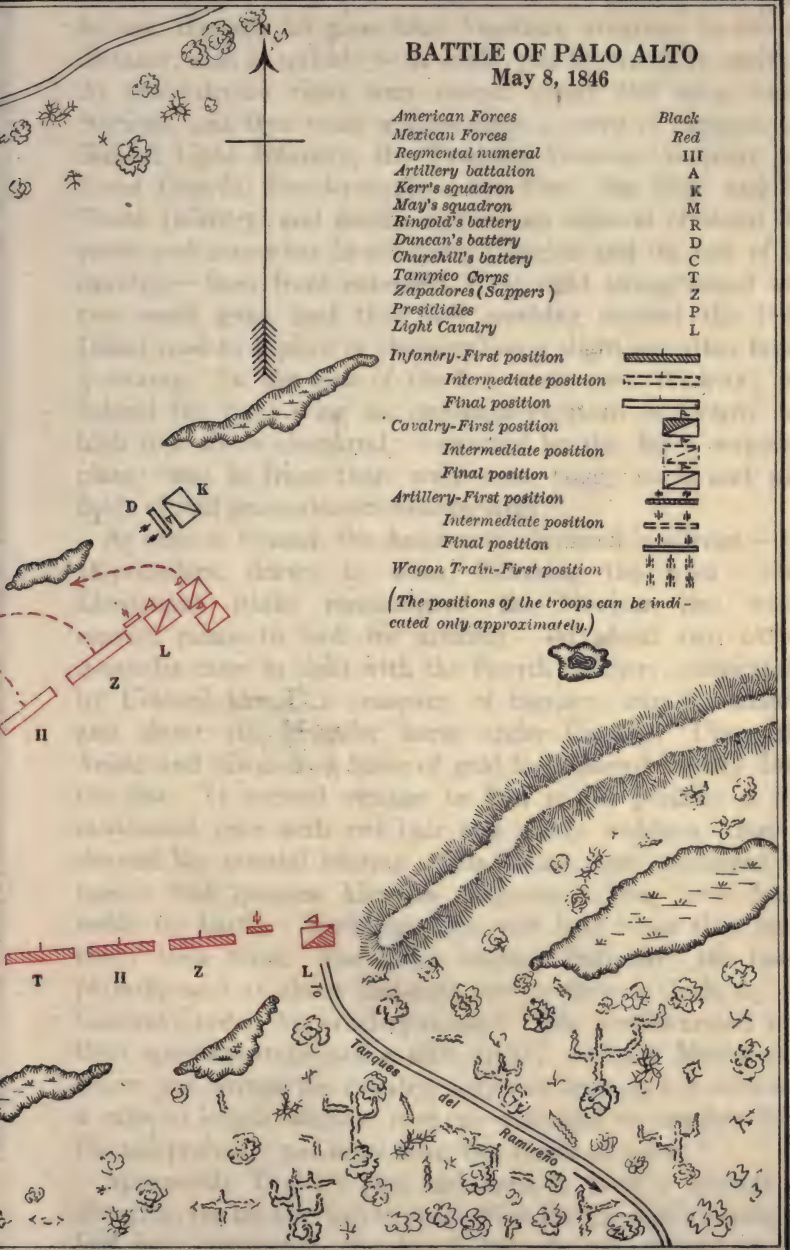 N
BATTLE OF PALO ALTO
May 8, 1846
American Forces Black
Mexican Forces Red
Regmental numeral III
Artillery battalion A
Kerr's squadron K
May's squadron M
Ringold's battery R
Duncan's battery D
Churchill's battery C
Tampico Corps T
Zapadores (Sappers) Z
Presidiales P
Light Cavalry L
Infantry-First position
Intermediate position
Final position
Cavalry-First position
Intermediate position
Final position
Artillery-First position
Intermediate position
Final position
Wagon Train-First position
(The positions of the troops can be indi-
cated only approximately.)
D K
L
Z
II
T II Z L
To Tanques del Ramireño